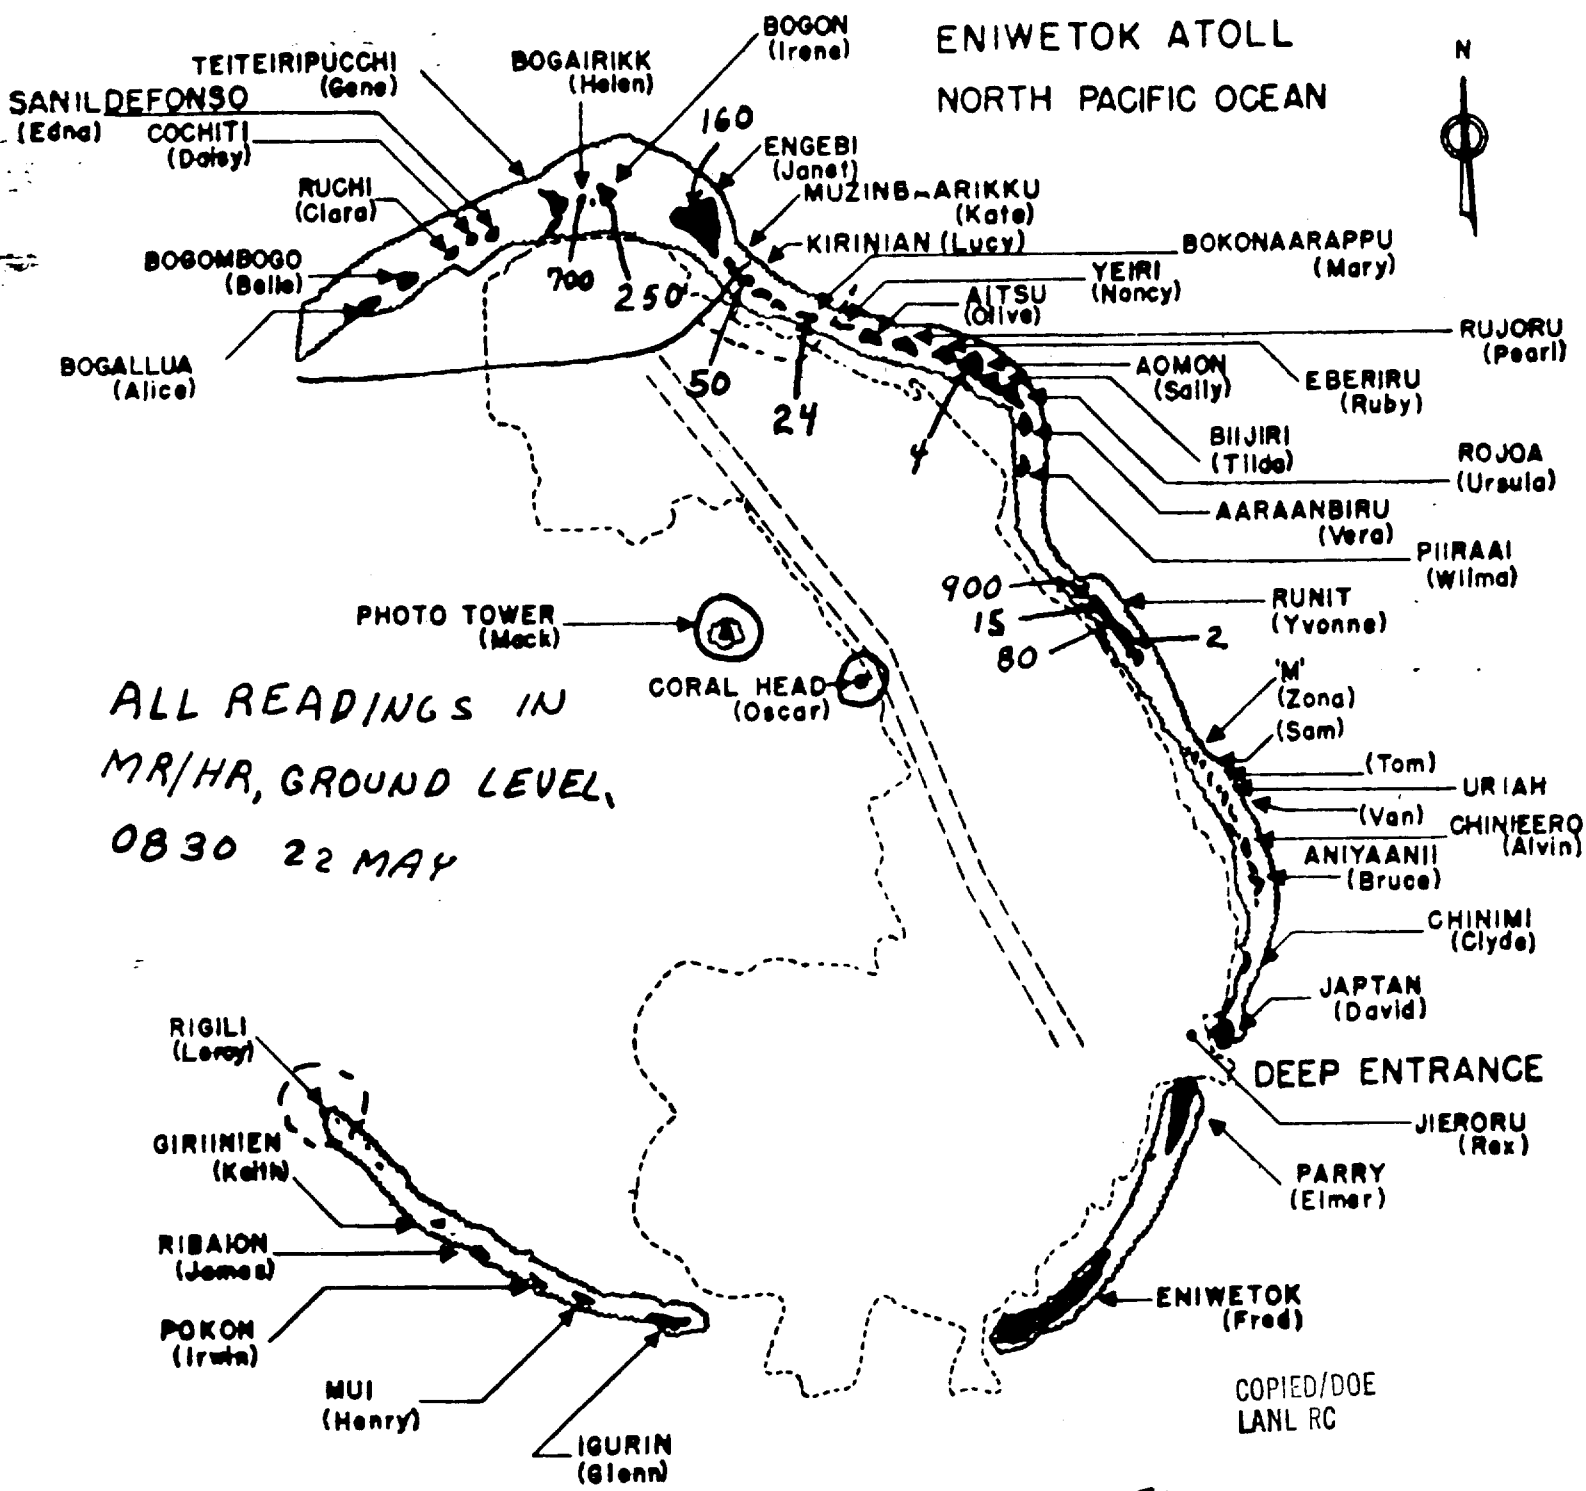 ENIWETOK ATOLL
NORTH PACIFIC OCEAN
N
BOGON
(Irene)
BOGAIRIKK
(Helen)
TEITEIRIPUCCHI
(Gene)
SANILDEFONSO
(Edna)
COCHITI
(Daisy)
RUCHI
(Clara)
BOGOMBOGO
(Belle)
BOGALLUA
(Alice)
160
ENGEBI
(Janet)
(Kate)
KIRINIAN (Lucy)
BOKONAARAPPU
(Mary)
YEIRI
(Nancy)
AITSU
(Olive)
RUJORU
(Pearl)
EBERIRU
(Ruby)
AOMON
(Sally)
BIIJIRI
(Tilda)
ROJOA
(Ursula)
AARAANBIRU
(Vera)
PIIRAAI
(Wilma)
700
250
50
24
4
900
15
80
2
RUNIT
(Yvonne)
PHOTO TOWER
(Mack)
CORAL HEAD
(Oscar)
'M'
(Zona)
(Sam)
(Tom)
URIAH
(Van)
CHINIEERO
(Alvin)
ANIYAANII
(Bruce)
CHINIMI
(Clyde)
JAPTAN
(David)
DEEP ENTRANCE
JIERORU
(Rex)
PARRY
(Elmer)
ENIWETOK
(Fred)
ALL READINGS IN
MR/HR, GROUND LEVEL,
0830 22 MAY
RIGILI
(Leroy)
GIRIINIEN
(Keith)
RIBAION
(James)
POKON
(Irwin)
MUI
(Henry)
IGURIN
(Glenn)
COPIED/DOE
LANL RC